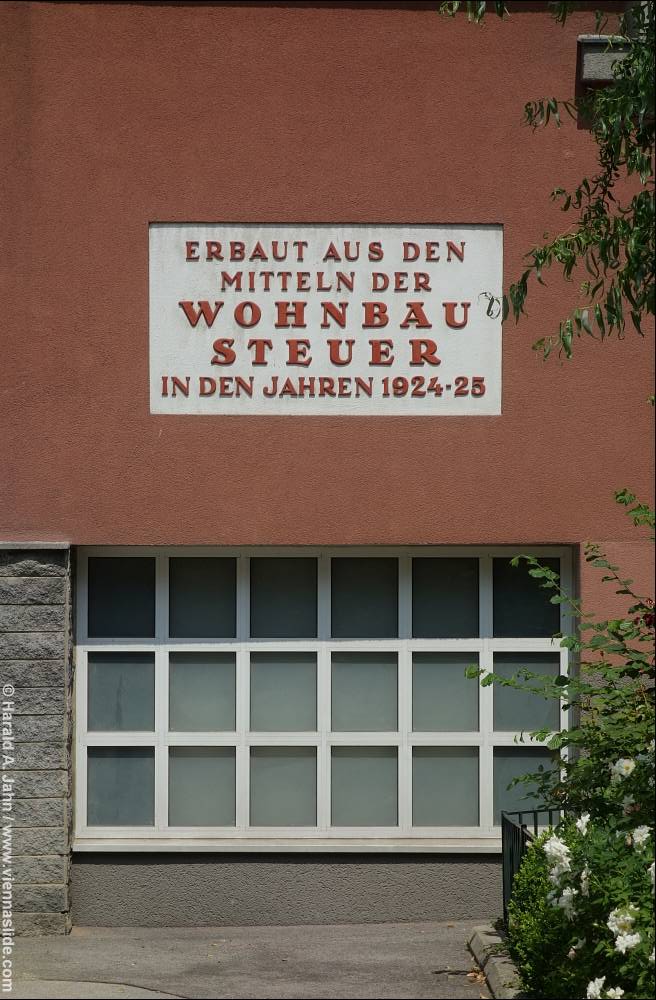 ERBAUT AUS DEN
MITTELN DER
WOHNBAU
STEUER
IN DEN JAHREN 1924-25
© Harald A. Jahn / www.viennaslide.com